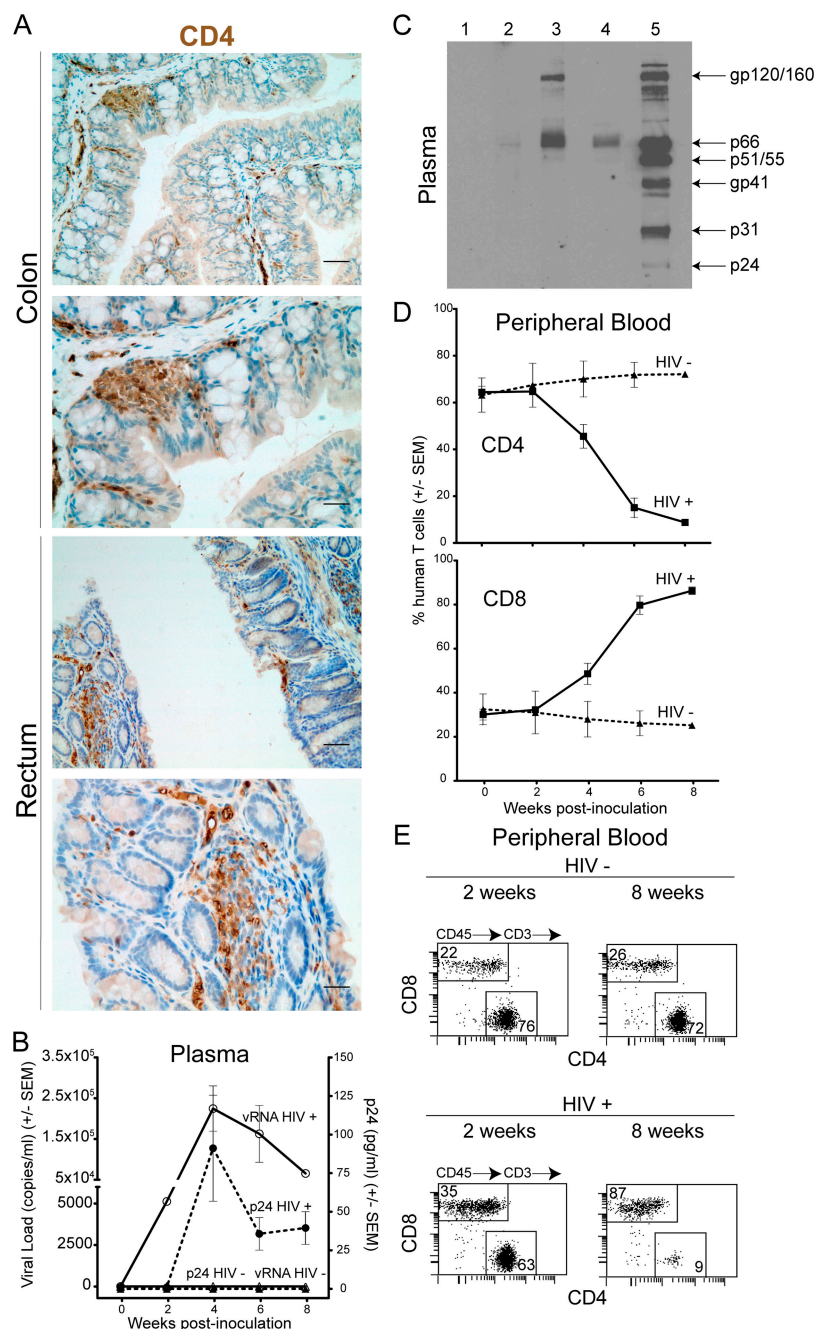 A
CD4
Colon
Rectum
B
Plasma
Viral Load (copies/ml) (+/- SEM)
3.5x10⁵
2.5x10⁵
1.5x10⁵
5x10⁴
5000
2500
0
150
125
100
75
50
25
0
p24 (pg/ml) (+/- SEM)
vRNA HIV +
p24 HIV +
p24 HIV -
vRNA HIV -
0 2 4 6 8
Weeks post-inoculation
C
1 2 3 4 5
Plasma
gp120/160
p66
p51/55
gp41
p31
p24
D
Peripheral Blood
% human T cells (+/- SEM)
100
80
60
40
20
0
HIV -
CD4
HIV +
100
80
60
40
20
0
HIV +
CD8
HIV -
0 2 4 6 8
Weeks post-inoculation
E
Peripheral Blood
HIV -
2 weeks 8 weeks
CD45 CD3
22
76
26
72
CD8
CD4
HIV +
2 weeks 8 weeks
CD45 CD3
35
63
87
9
CD8
CD4